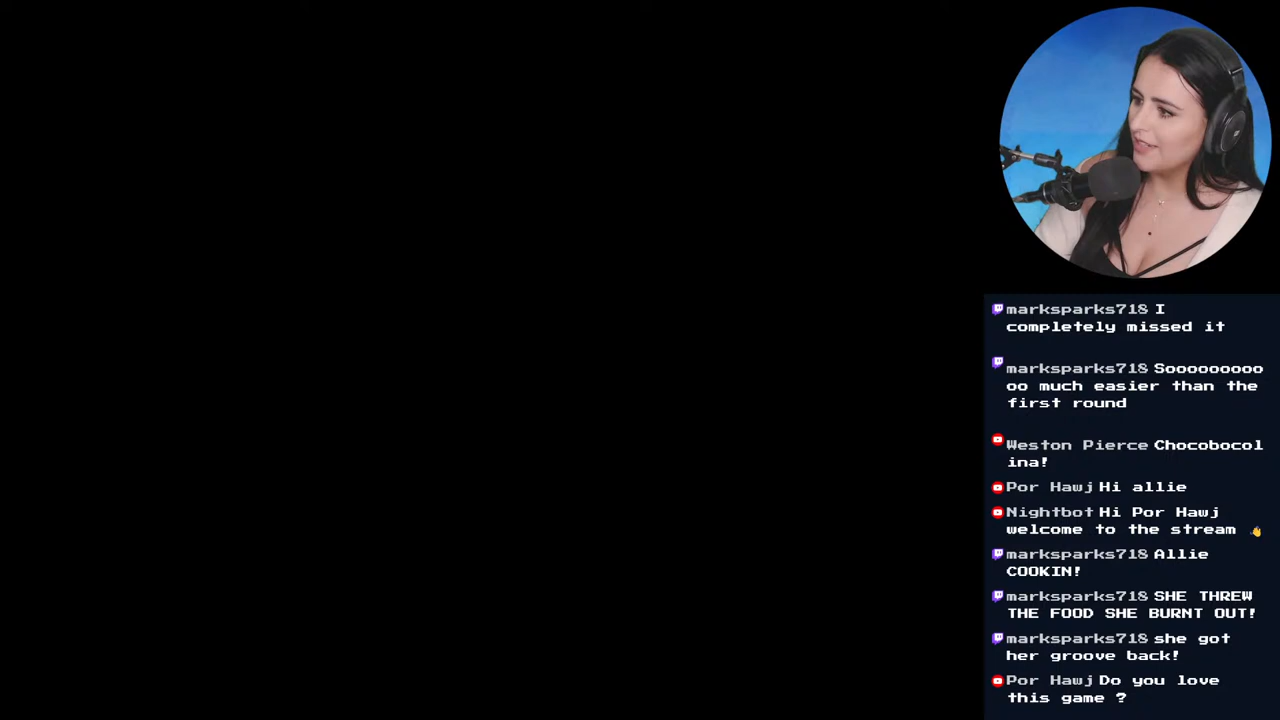 marksparks718 I
completely missed it
marksparks718 Sooooooooo
oo much easier than the
first round
Weston Pierce Chocobocol
ina!
Por Hawj Hi allie
Nightbot Hi Por Hawj
welcome to the stream 👋
marksparks718 Allie
COOKIN!
marksparks718 SHE THREW
THE FOOD SHE BURNT OUT!
marksparks718 she got
her groove back!
Por Hawj Do you love
this game ?